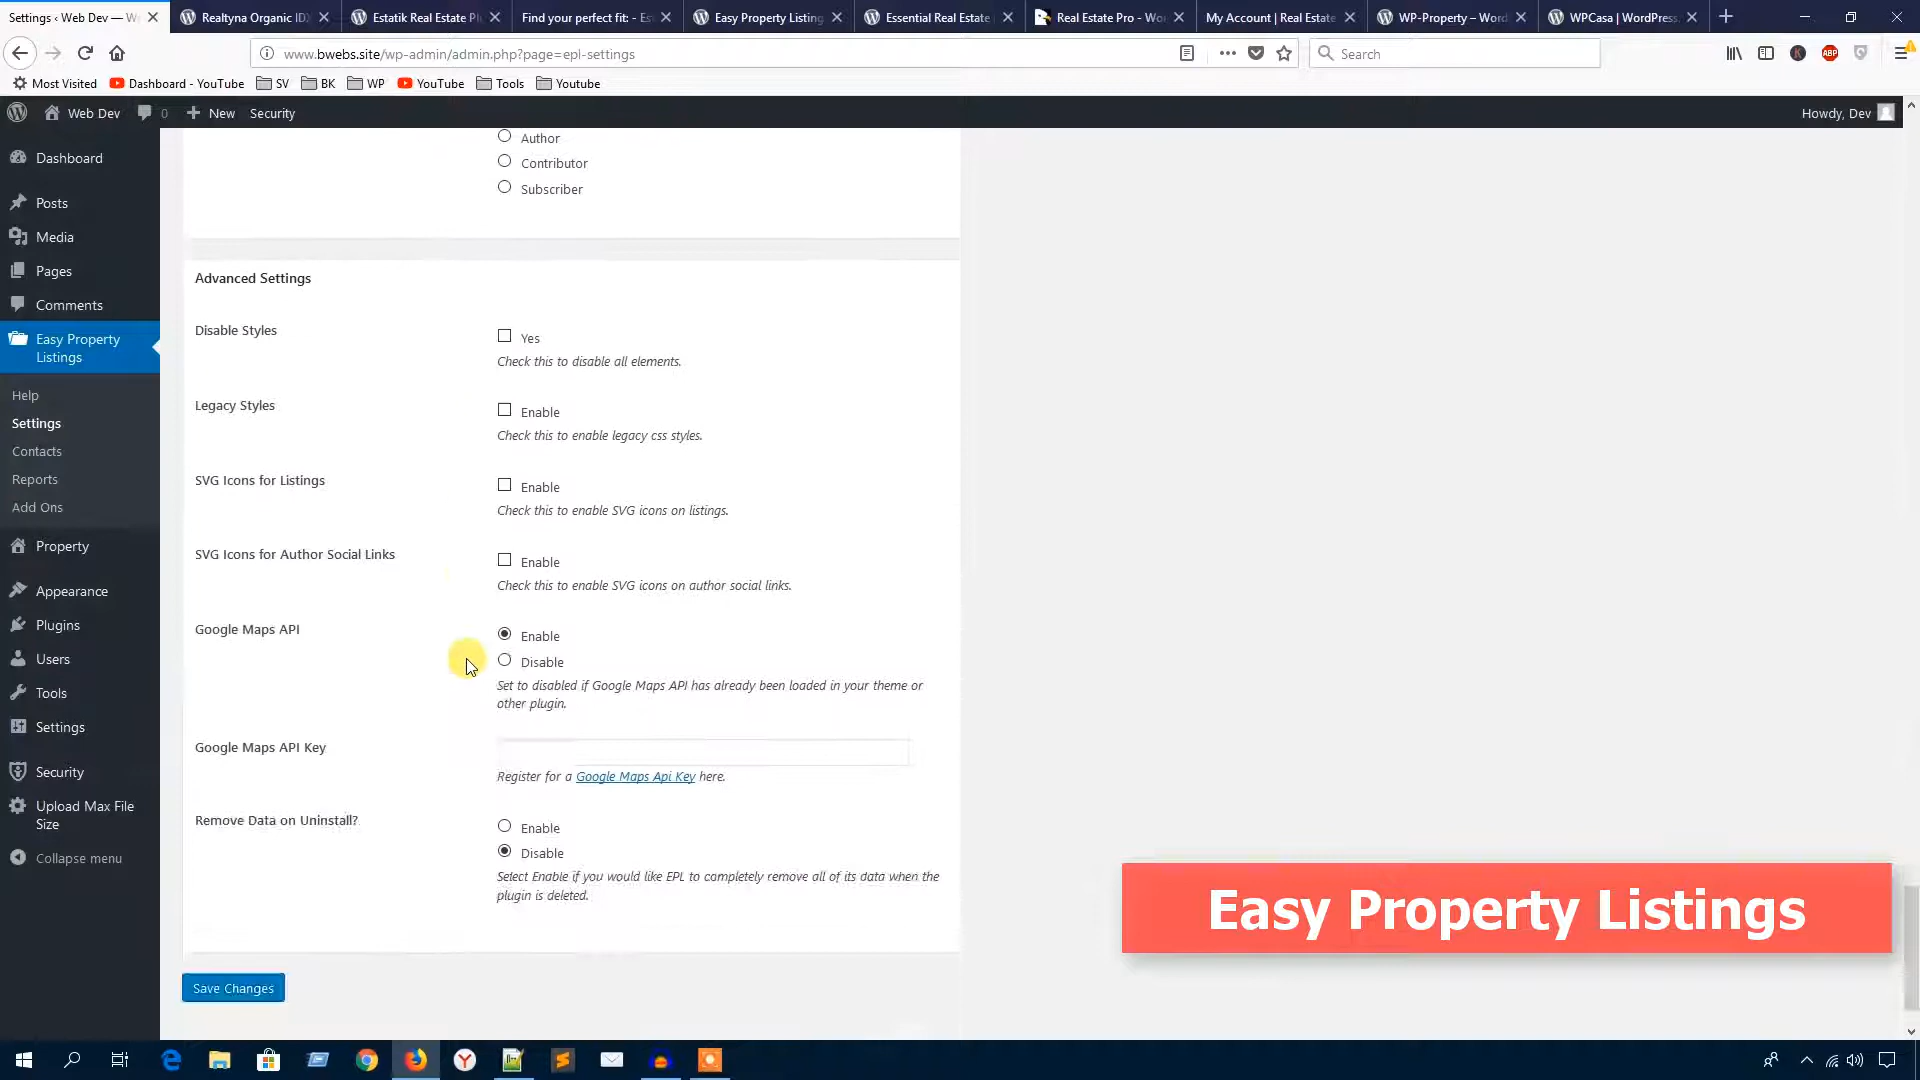 Settings ‹ Web Dev — W
Realtyna Organic IDX
Estatik Real Estate Pl
Find your perfect fit: - Es
Easy Property Listing
Essential Real Estate
Real Estate Pro - Wo
My Account | Real Estate
WP-Property – Word
WPCasa | WordPress
www.bwebs.site/wp-admin/admin.php?page=epl-settings
Search
Most Visited
Dashboard - YouTube
SV
BK
WP
YouTube
Tools
Youtube
Web Dev
0
New
Security
Howdy, Dev
Dashboard
Posts
Media
Pages
Comments
Easy Property
Listings
Help
Settings
Contacts
Reports
Add Ons
Property
Appearance
Plugins
Users
Tools
Settings
Security
Upload Max File
Size
Collapse menu
Author
Contributor
Subscriber
Advanced Settings
Disable Styles
Yes
Check this to disable all elements.
Legacy Styles
Enable
Check this to enable legacy css styles.
SVG Icons for Listings
Enable
Check this to enable SVG icons on listings.
SVG Icons for Author Social Links
Enable
Check this to enable SVG icons on author social links.
Google Maps API
Enable
Disable
Set to disabled if Google Maps API has already been loaded in your theme or
other plugin.
Google Maps API Key
Register for a Google Maps Api Key here.
Remove Data on Uninstall?
Enable
Disable
Select Enable if you would like EPL to completely remove all of its data when the
plugin is deleted.
Save Changes
Easy Property Listings